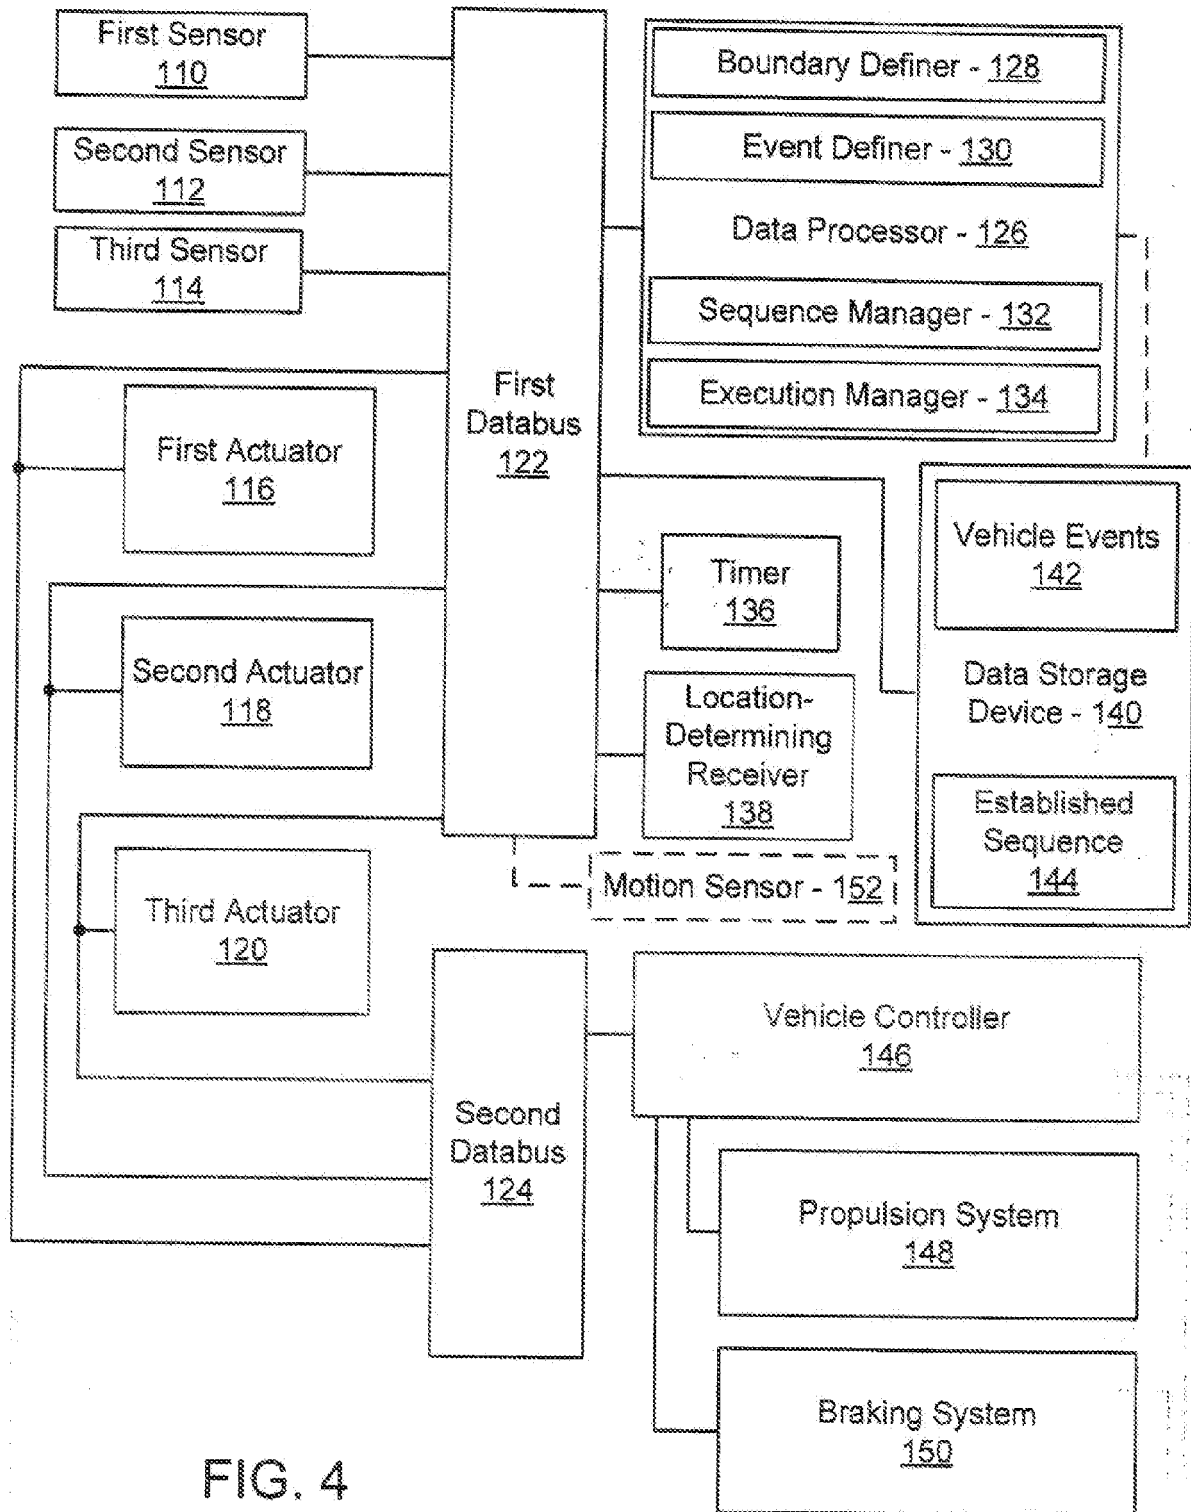 First Sensor
110
Second Sensor
112
Third Sensor
114
First Actuator
116
Second Actuator
118
Third Actuator
120
First
Databus
122
Boundary Definer - 128
Event Definer - 130
Data Processor - 126
Sequence Manager - 132
Execution Manager - 134
Timer
136
Location-
Determining
Receiver
138
Motion Sensor - 152
Vehicle Events
142
Data Storage
Device - 140
Established
Sequence
144
Second
Databus
124
Vehicle Controller
146
Propulsion System
148
Braking System
150
FIG. 4